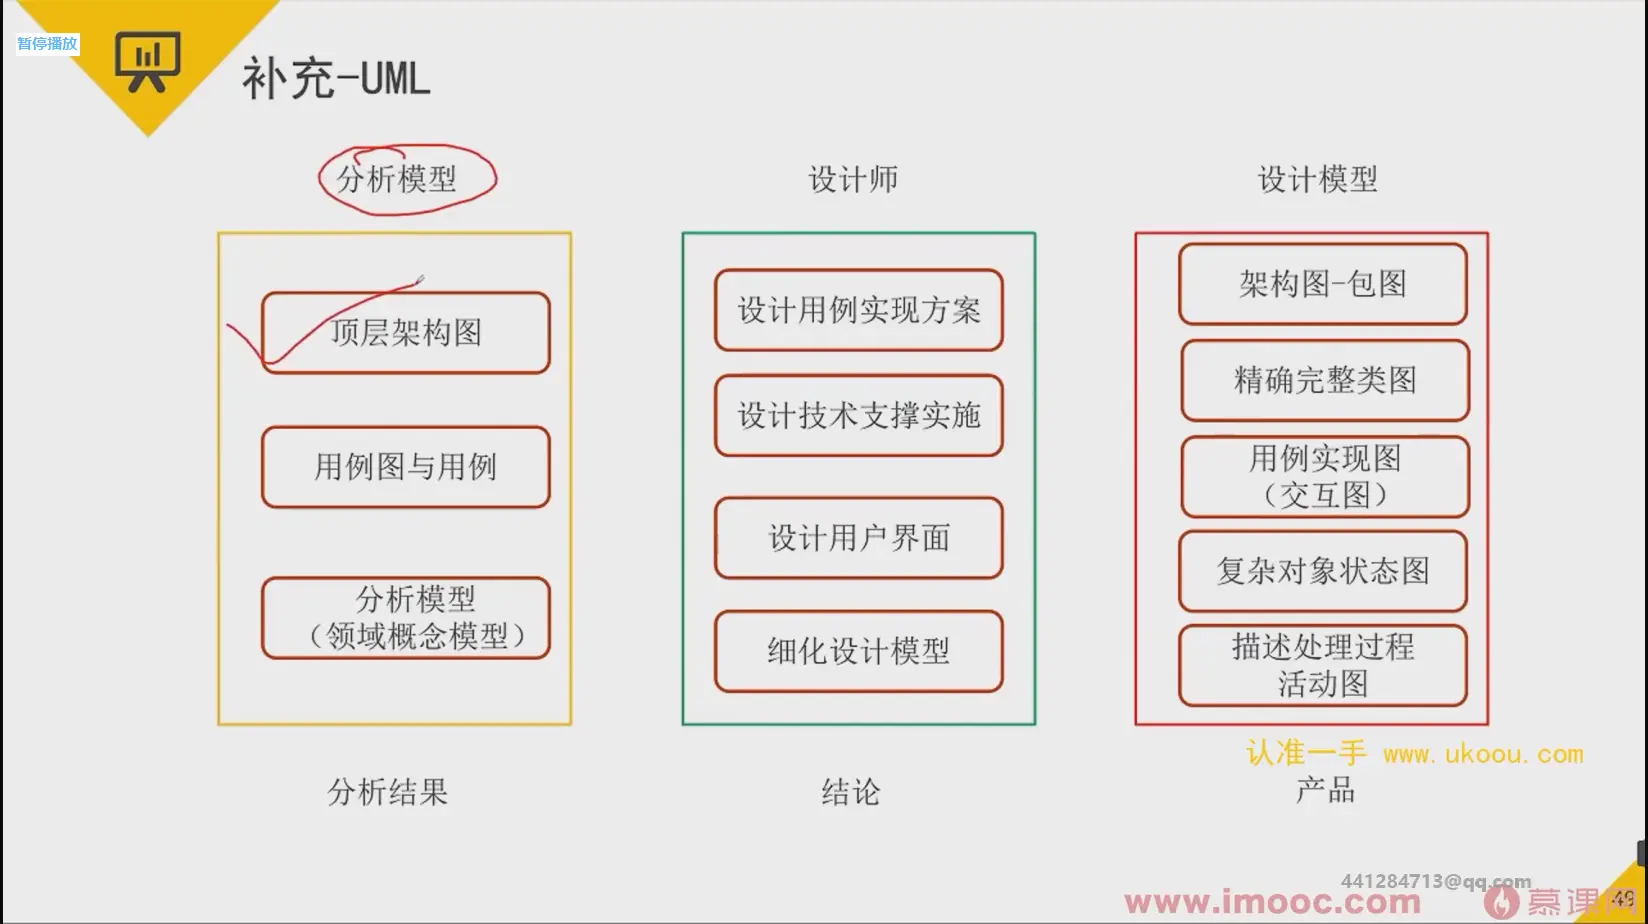 暂停播放
补充-UML
分析模型
设计师
设计模型
顶层架构图
用例图与用例
分析模型
（领域概念模型）
设计用例实现方案
设计技术支撑实施
设计用户界面
细化设计模型
架构图-包图
精确完整类图
用例实现图
（交互图）
复杂对象状态图
描述处理过程
活动图
认准一手 www.ukoou.com
分析结果
结论
产品
441284713@qq.com
www.imooc.com 慕课网
49